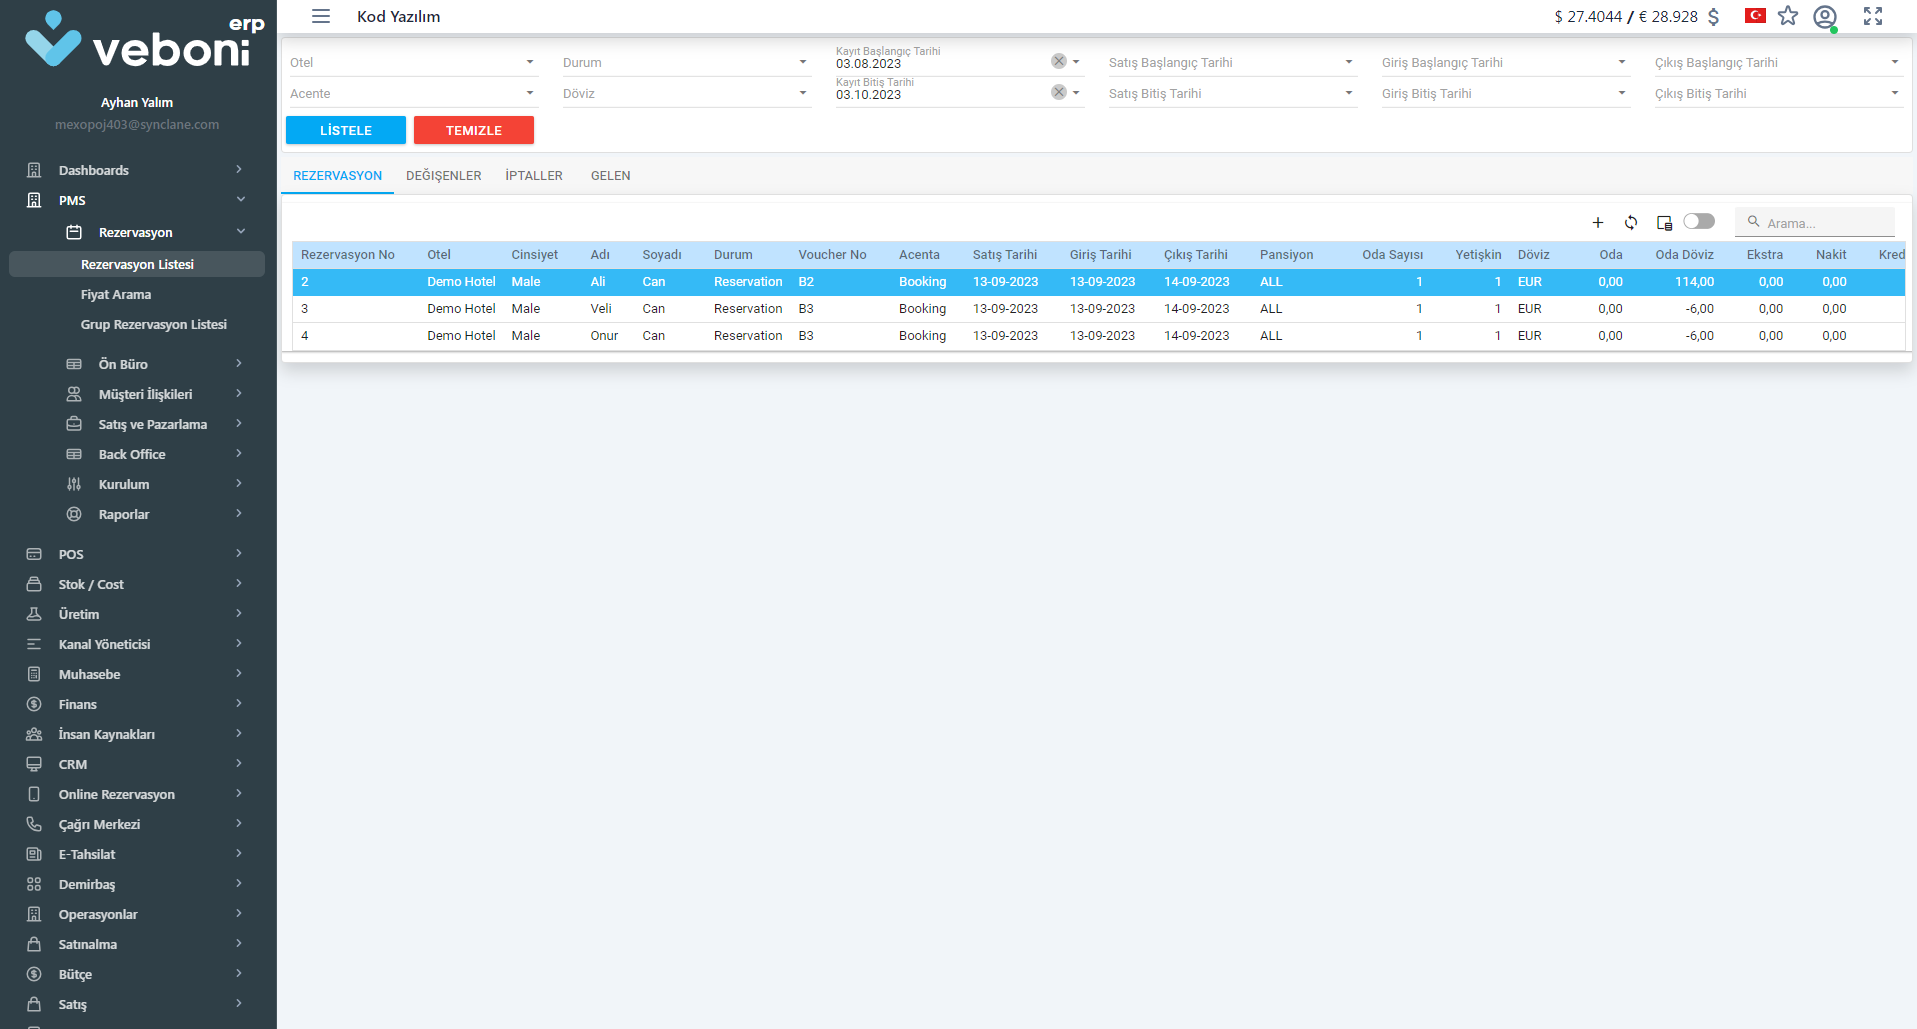 erp
veboni
Ayhan Yalım
mexopoj403@synclane.com
Dashboards
PMS
Rezervasyon
Rezervasyon Listesi
Fiyat Arama
Grup Rezervasyon Listesi
Ön Büro
Müşteri İlişkileri
Satış ve Pazarlama
Back Office
Kurulum
Raporlar
POS
Stok / Cost
Üretim
Kanal Yöneticisi
Muhasebe
Finans
İnsan Kaynakları
CRM
Online Rezervasyon
Çağrı Merkezi
E-Tahsilat
Demirbaş
Operasyonlar
Satınalma
Bütçe
Satış
Kod Yazılım
$ 27.4044 / € 28.928 $
Kayıt Başlangıç Tarihi
Otel Durum 03.08.2023 Satış Başlangıç Tarihi Giriş Başlangıç Tarihi Çıkış Başlangıç Tarihi
Kayıt Bitiş Tarihi
Acente Döviz 03.10.2023 Satış Bitiş Tarihi Giriş Bitiş Tarihi Çıkış Bitiş Tarihi
LİSTELE TEMIZLE
REZERVASYON DEĞIŞENLER İPTALLER GELEN
Arama...
Rezervasyon No Otel Cinsiyet Adı Soyadı Durum Voucher No Acenta Satış Tarihi Giriş Tarihi Çıkış Tarihi Pansiyon Oda Sayısı Yetişkin Döviz Oda Oda Döviz Ekstra Nakit Kred
2 Demo Hotel Male Ali Can Reservation B2 Booking 13-09-2023 13-09-2023 14-09-2023 ALL 1 1 EUR 0,00 114,00 0,00 0,00
3 Demo Hotel Male Veli Can Reservation B3 Booking 13-09-2023 13-09-2023 14-09-2023 ALL 1 1 EUR 0,00 -6,00 0,00 0,00
4 Demo Hotel Male Onur Can Reservation B3 Booking 13-09-2023 13-09-2023 14-09-2023 ALL 1 1 EUR 0,00 -6,00 0,00 0,00